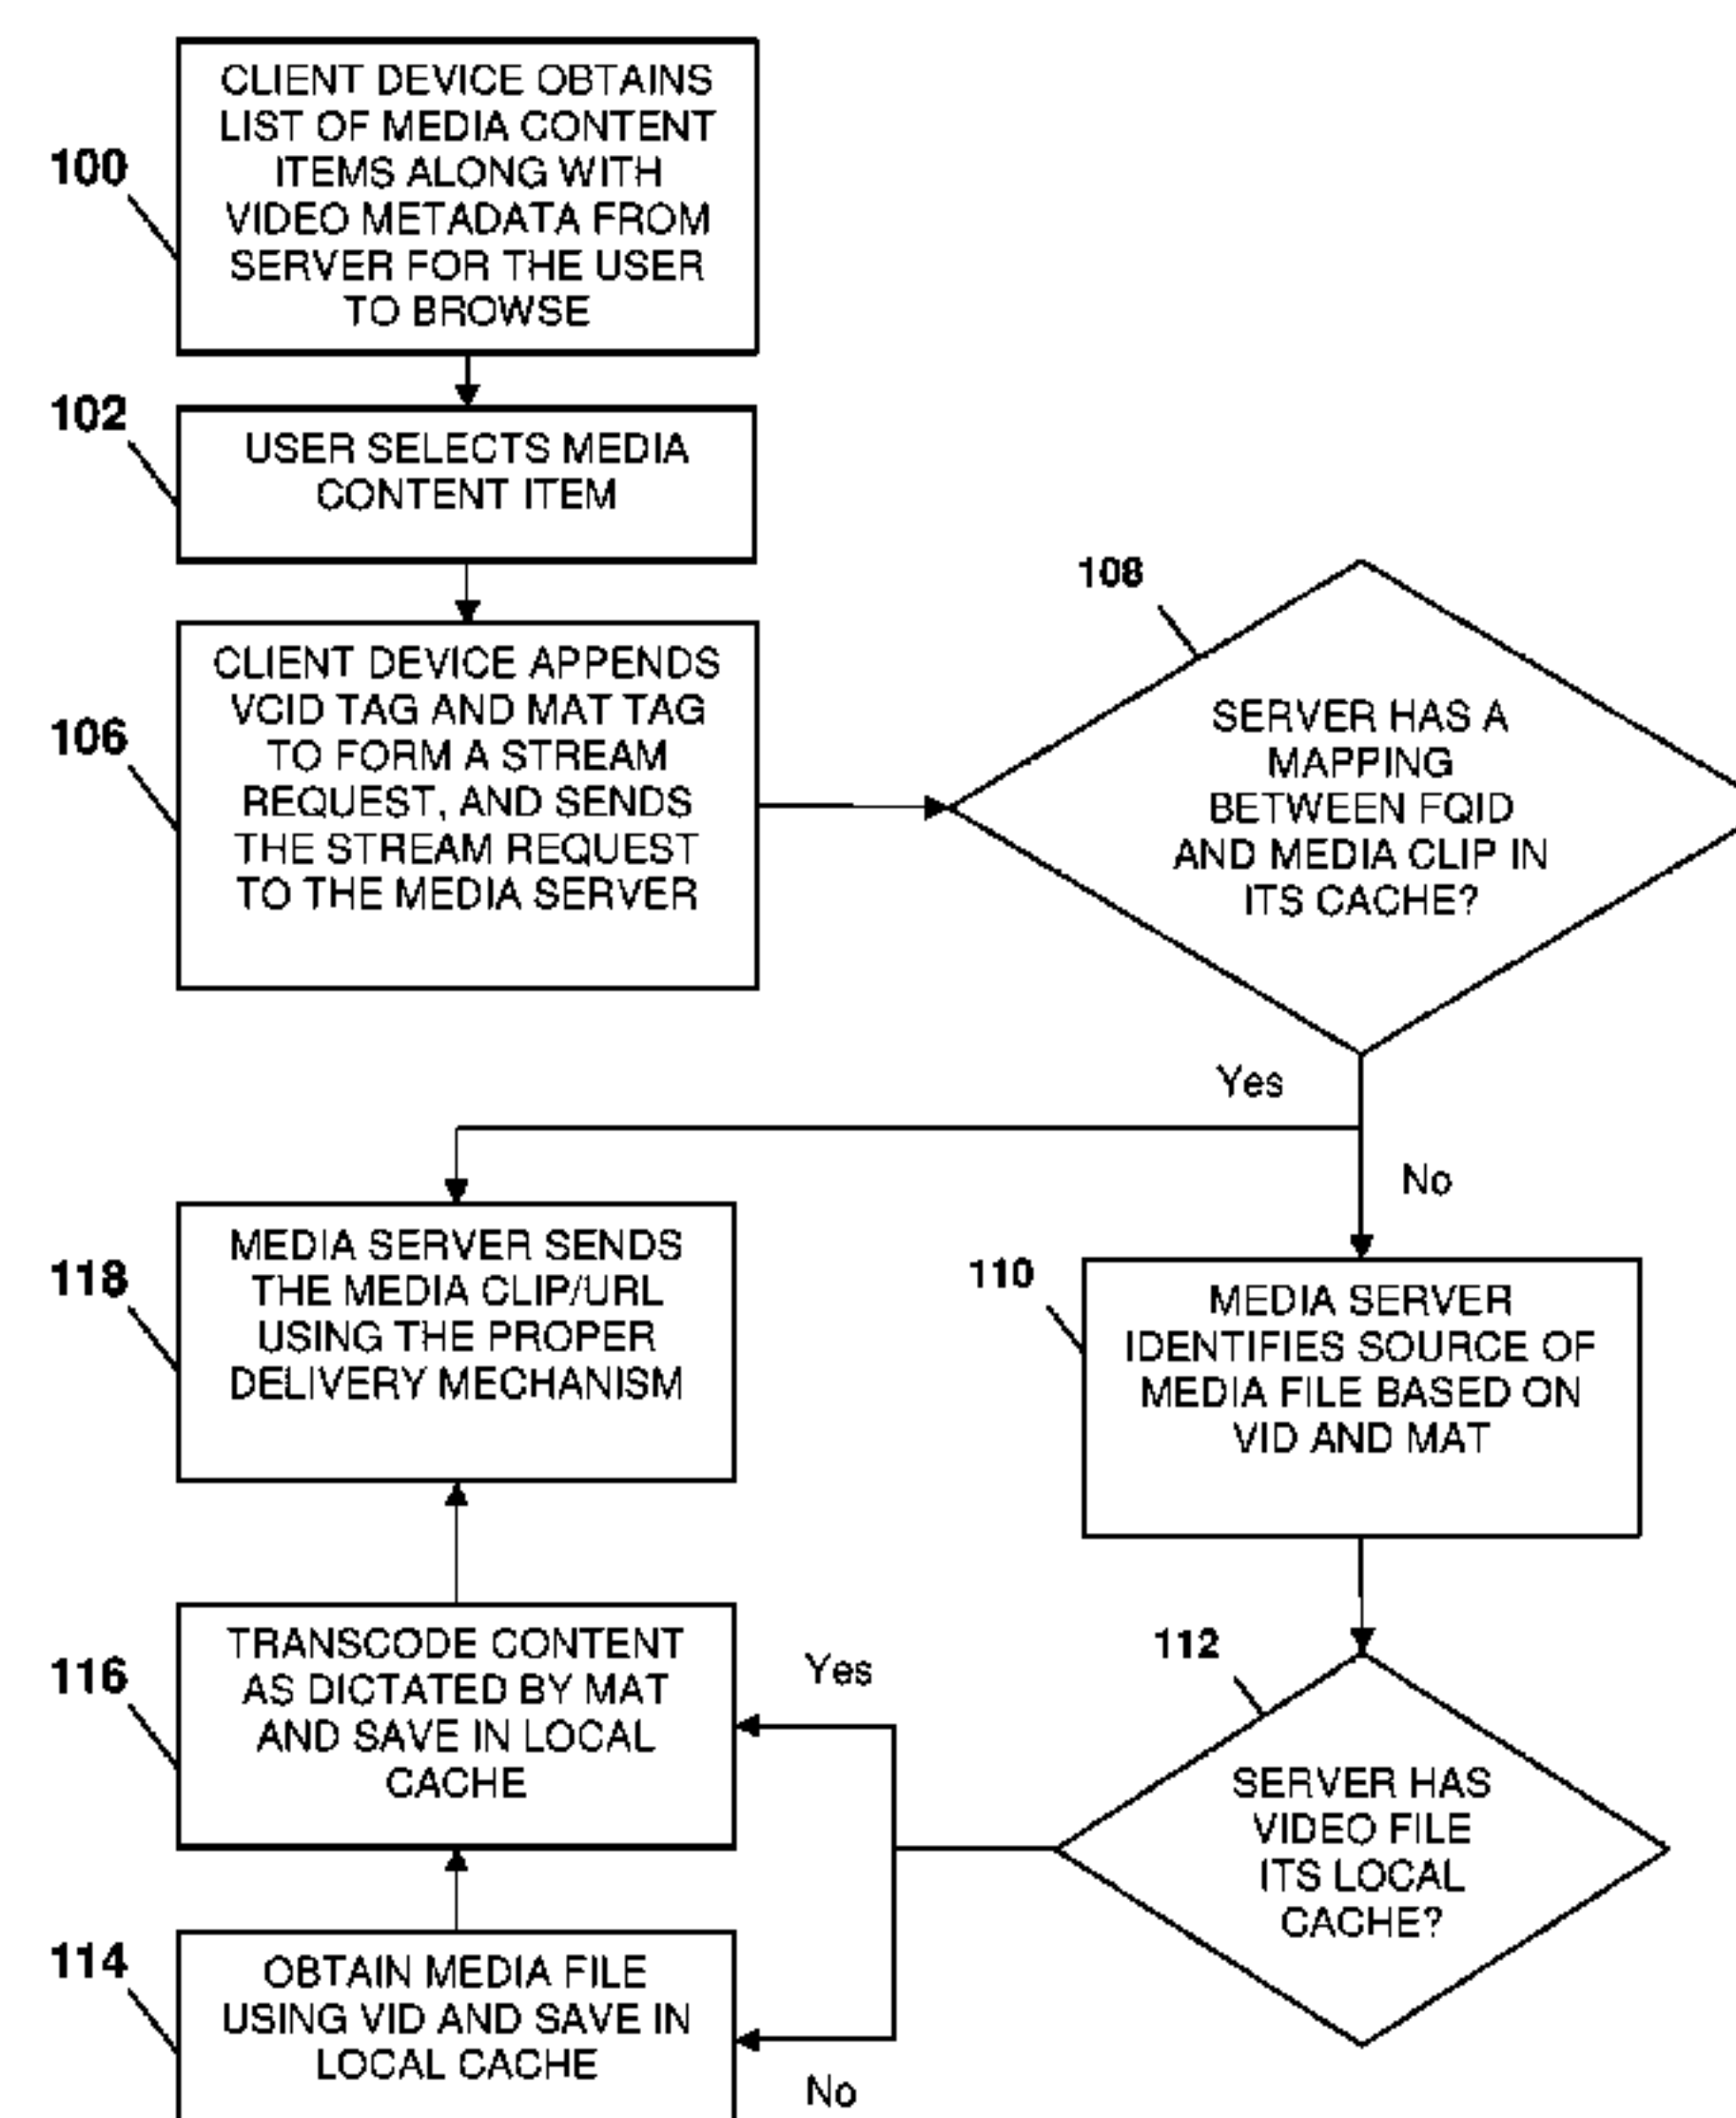 100
CLIENT DEVICE OBTAINS
LIST OF MEDIA CONTENT
ITEMS ALONG WITH
VIDEO METADATA FROM
SERVER FOR THE USER
TO BROWSE
102
USER SELECTS MEDIA
CONTENT ITEM
106
CLIENT DEVICE APPENDS
VCID TAG AND MAT TAG
TO FORM A STREAM
REQUEST, AND SENDS
THE STREAM REQUEST
TO THE MEDIA SERVER
108
SERVER HAS A
MAPPING
BETWEEN FQID
AND MEDIA CLIP IN
ITS CACHE?
Yes
No
118
MEDIA SERVER SENDS
THE MEDIA CLIP/URL
USING THE PROPER
DELIVERY MECHANISM
110
MEDIA SERVER
IDENTIFIES SOURCE OF
MEDIA FILE BASED ON
VID AND MAT
116
TRANSCODE CONTENT
AS DICTATED BY MAT
AND SAVE IN LOCAL
CACHE
Yes
112
SERVER HAS
VIDEO FILE
ITS LOCAL
CACHE?
114
OBTAIN MEDIA FILE
USING VID AND SAVE IN
LOCAL CACHE
No